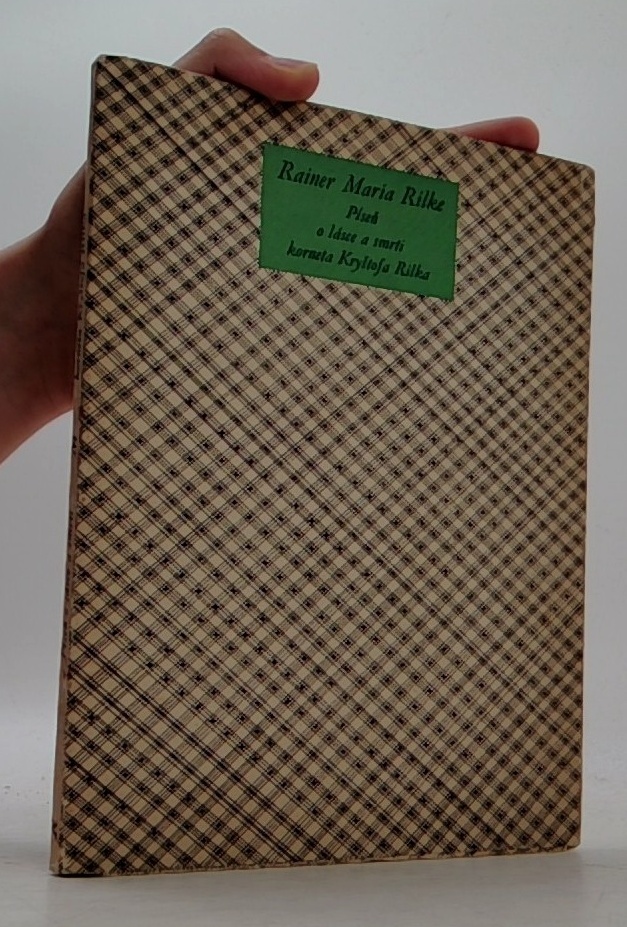 Rainer Maria Rilke
Píseň
o lásce a smrti
korneta Kryštofa Rilka